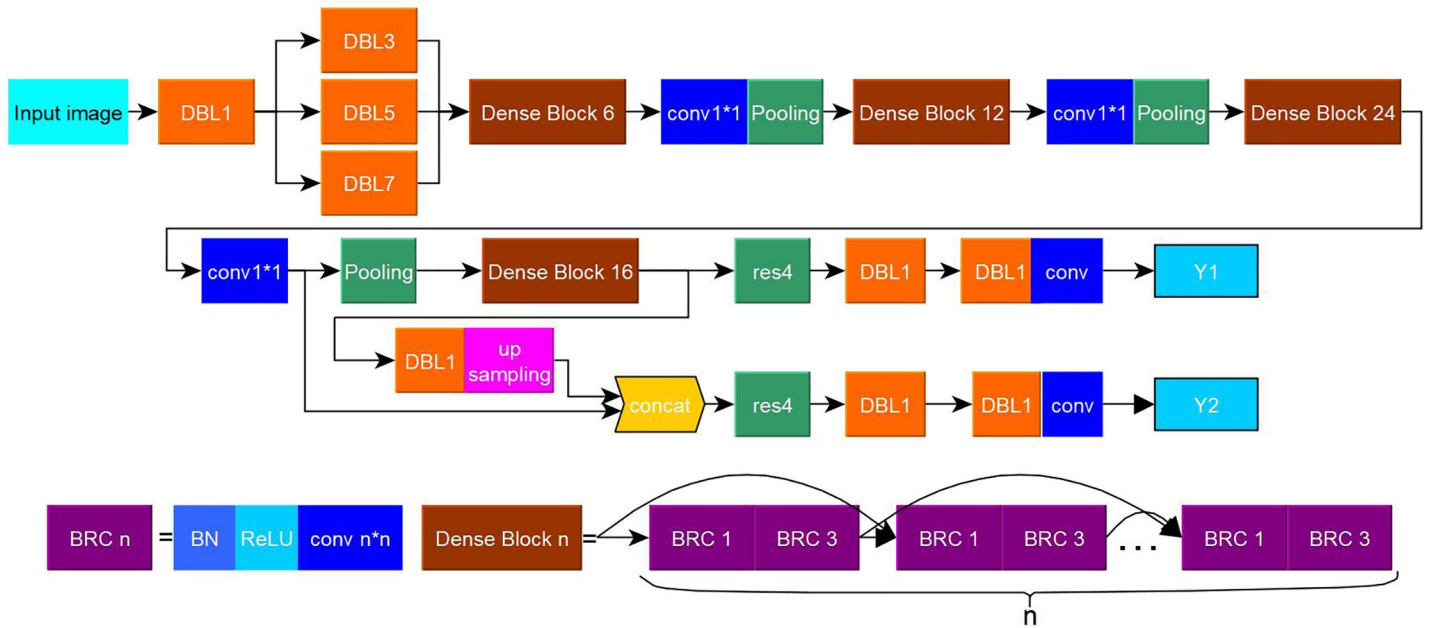 DBL3
Input image
DBL1
DBL5
Dense Block 6
conv1*1
Pooling
Dense Block 12
conv1*1
Pooling
Dense Block 24
DBL7
conv1*1
Pooling
Dense Block 16
res4
DBL1
DBL1
conv
Y1
DBL1
up
sampling
concat
res4
DBL1
DBL1
conv
Y2
BRC n
=
BN
ReLU
conv n*n
Dense Block n
=
BRC 1
BRC 3
BRC 1
BRC 3
...
BRC 1
BRC 3
n